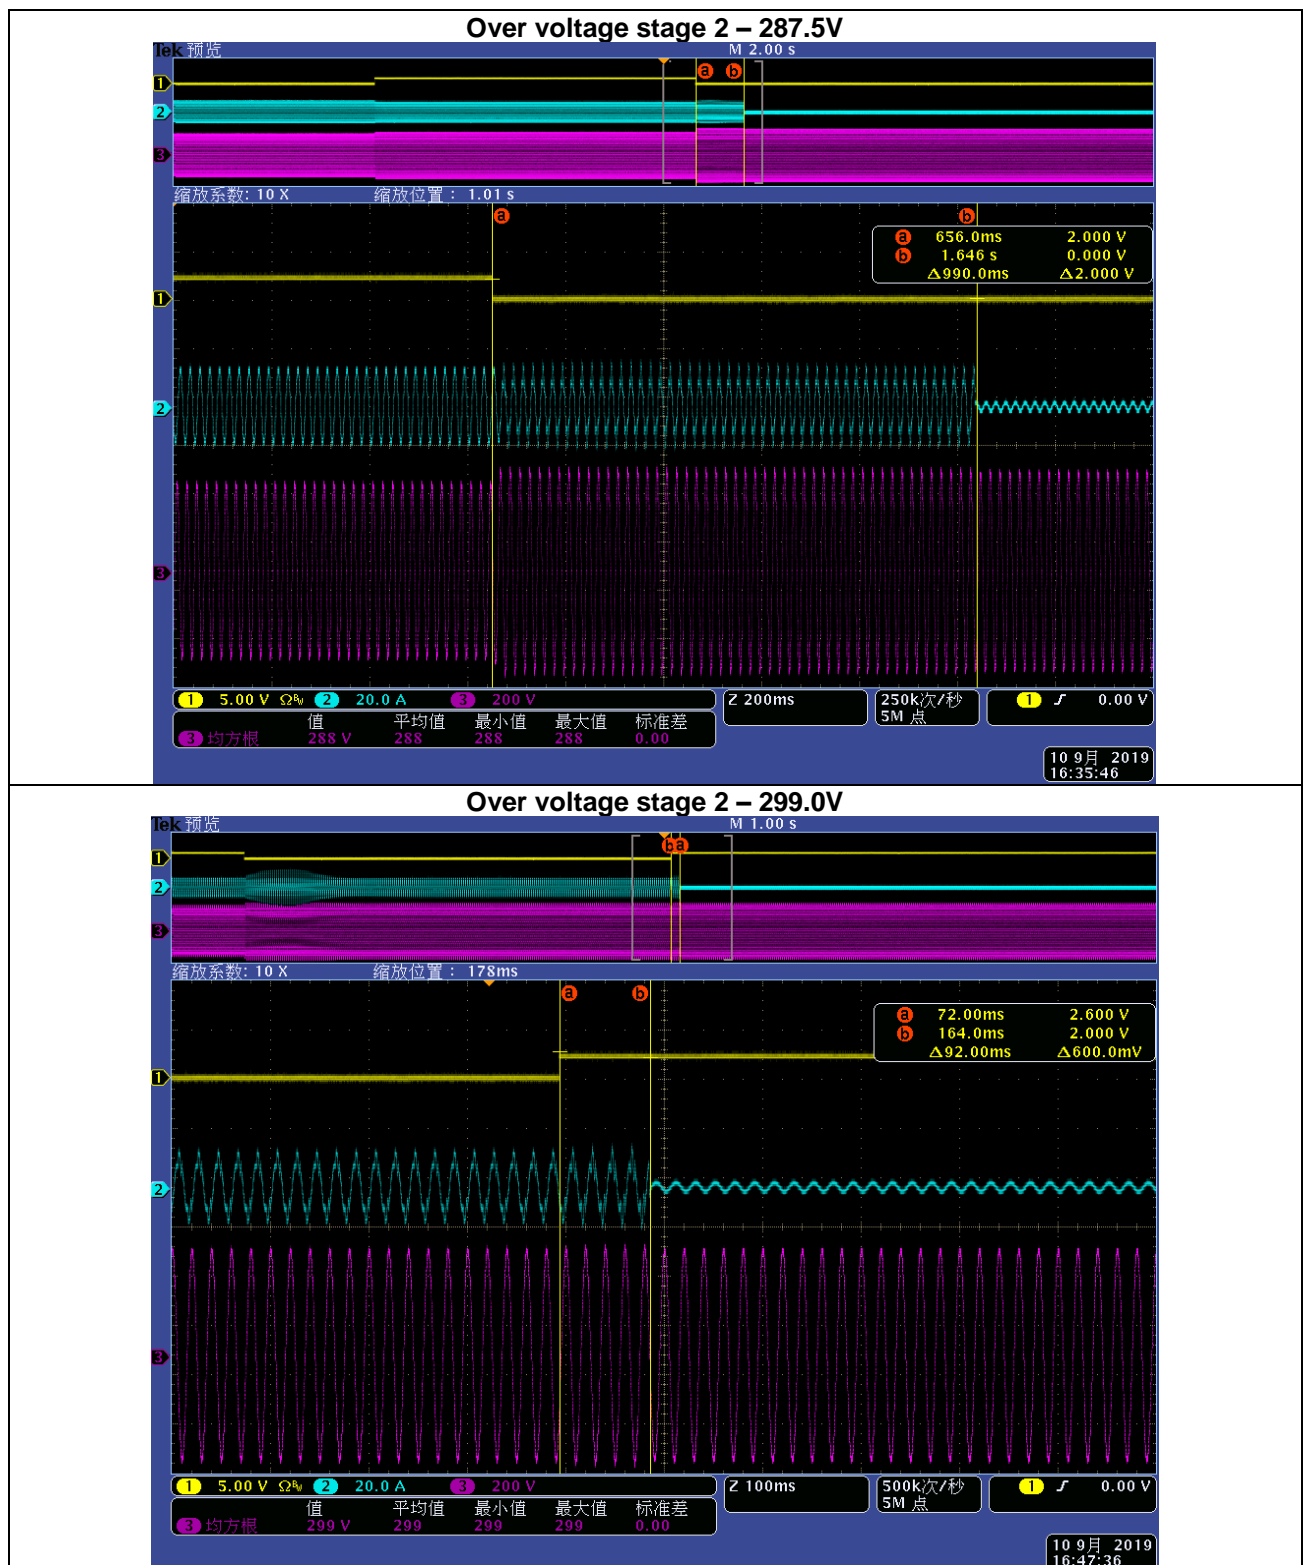 Over voltage stage 2 – 287.5V
Tek 预览 M 2.00 s
a b
1
2
3
缩放系数: 10 X 缩放位置： 1.01 s
a b
a 656.0ms 2.000 V
b 1.646 s 0.000 V
Δ990.0ms Δ2.000 V
1
2
3
1 5.00 V ΩBw 2 20.0 A 3 200 V Z 200ms 250k次/秒 1 0.00 V
5M 点
值 平均值 最小值 最大值 标准差
3 均方根 288 V 288 288 288 0.00
10 9月 2019
16:35:46
Over voltage stage 2 – 299.0V
Tek 预览 M 1.00 s
b a
1
2
3
缩放系数: 10 X 缩放位置： 178ms
a b
a 72.00ms 2.600 V
b 164.0ms 2.000 V
Δ92.00ms Δ600.0mV
1
2
3
1 5.00 V ΩBw 2 20.0 A 3 200 V Z 100ms 500k次/秒 1 0.00 V
5M 点
值 平均值 最小值 最大值 标准差
3 均方根 299 V 299 299 299 0.00
10 9月 2019
16:47:36